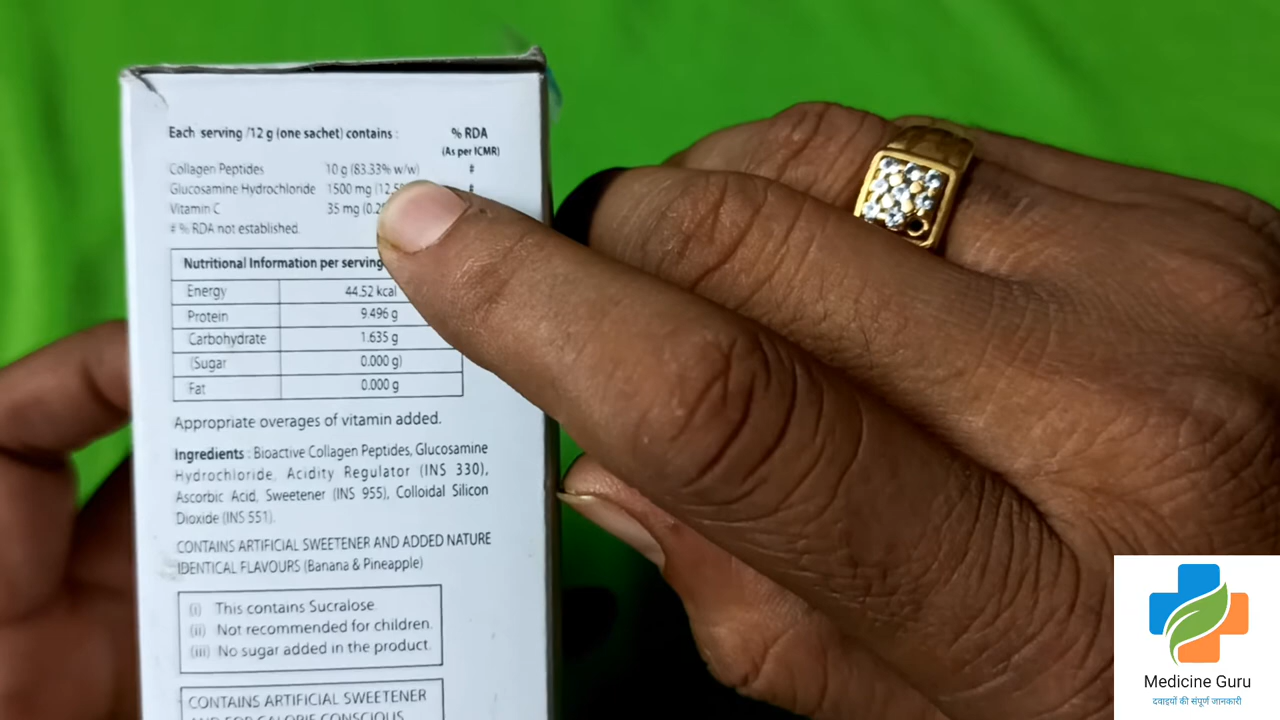 Each serving /12 g (one sachet) contains : % RDA
(As per ICMR)
Collagen Peptides 10 g (83.33% w/w) #
Glucosamine Hydrochloride 1500 mg #
Vitamin C 35 mg
# % RDA not established.
Nutritional Information per serving
Energy 44.52 kcal
Protein 9.496 g
Carbohydrate 1.635 g
(Sugar 0.000 g)
Fat 0.000 g
Appropriate overages of vitamin added.
Ingredients : Bioactive Collagen Peptides, Glucosamine
Hydrochloride, Acidity Regulator (INS 330),
Ascorbic Acid, Sweetener (INS 955), Colloidal Silicon
Dioxide (INS 551).
CONTAINS ARTIFICIAL SWEETENER AND ADDED NATURE
IDENTICAL FLAVOURS (Banana & Pineapple)
(i) This contains Sucralose.
(ii) Not recommended for children.
(iii) No sugar added in the product.
CONTAINS ARTIFICIAL SWEETENER
AND FOR CALORIE CONSCIOUS
Medicine Guru
दवाइयों की संपूर्ण जानकारी